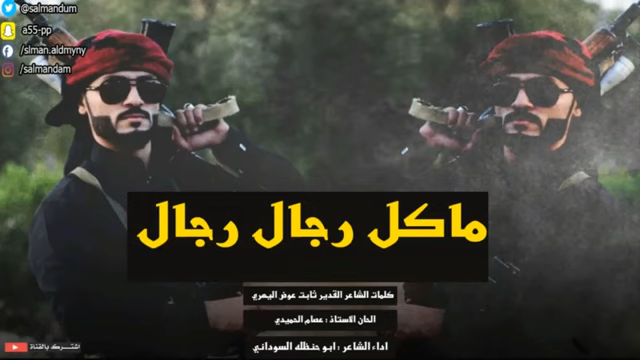 @salmandum
a55-pp
/slman.aldmyny
/salmandam
ماكل رجال رجال
كلمات الشاعر القدير ثابت عوض اليهري
الحان الاستاذ : عصام الحميدي
اداء الشاعر : ابو حنظله السوداني
اشترك بالقناة